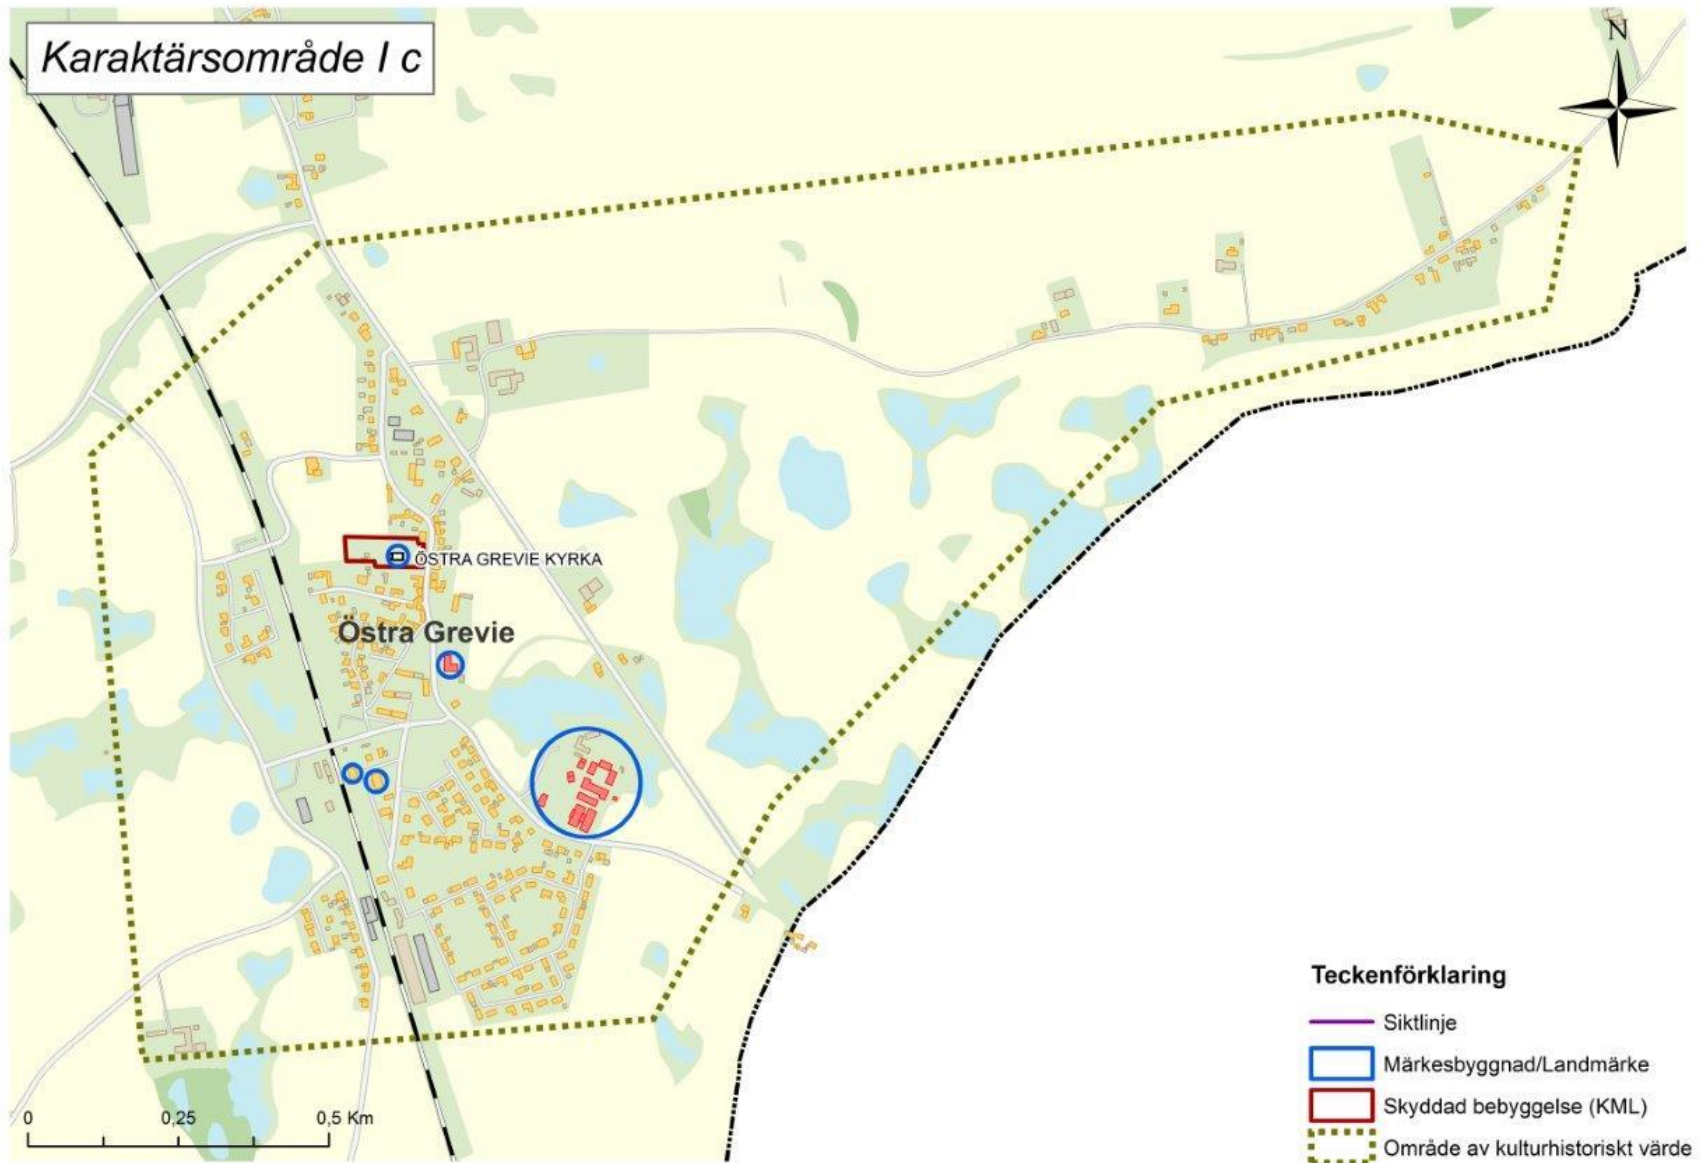 Karaktärsområde I c
N
ÖSTRA GREVIE KYRKA
Östra Grevie
Teckenförklaring
Siktlinje
Märkesbyggnad/Landmärke
Skyddad bebyggelse (KML)
Område av kulturhistoriskt värde
0 0,25 0,5 Km